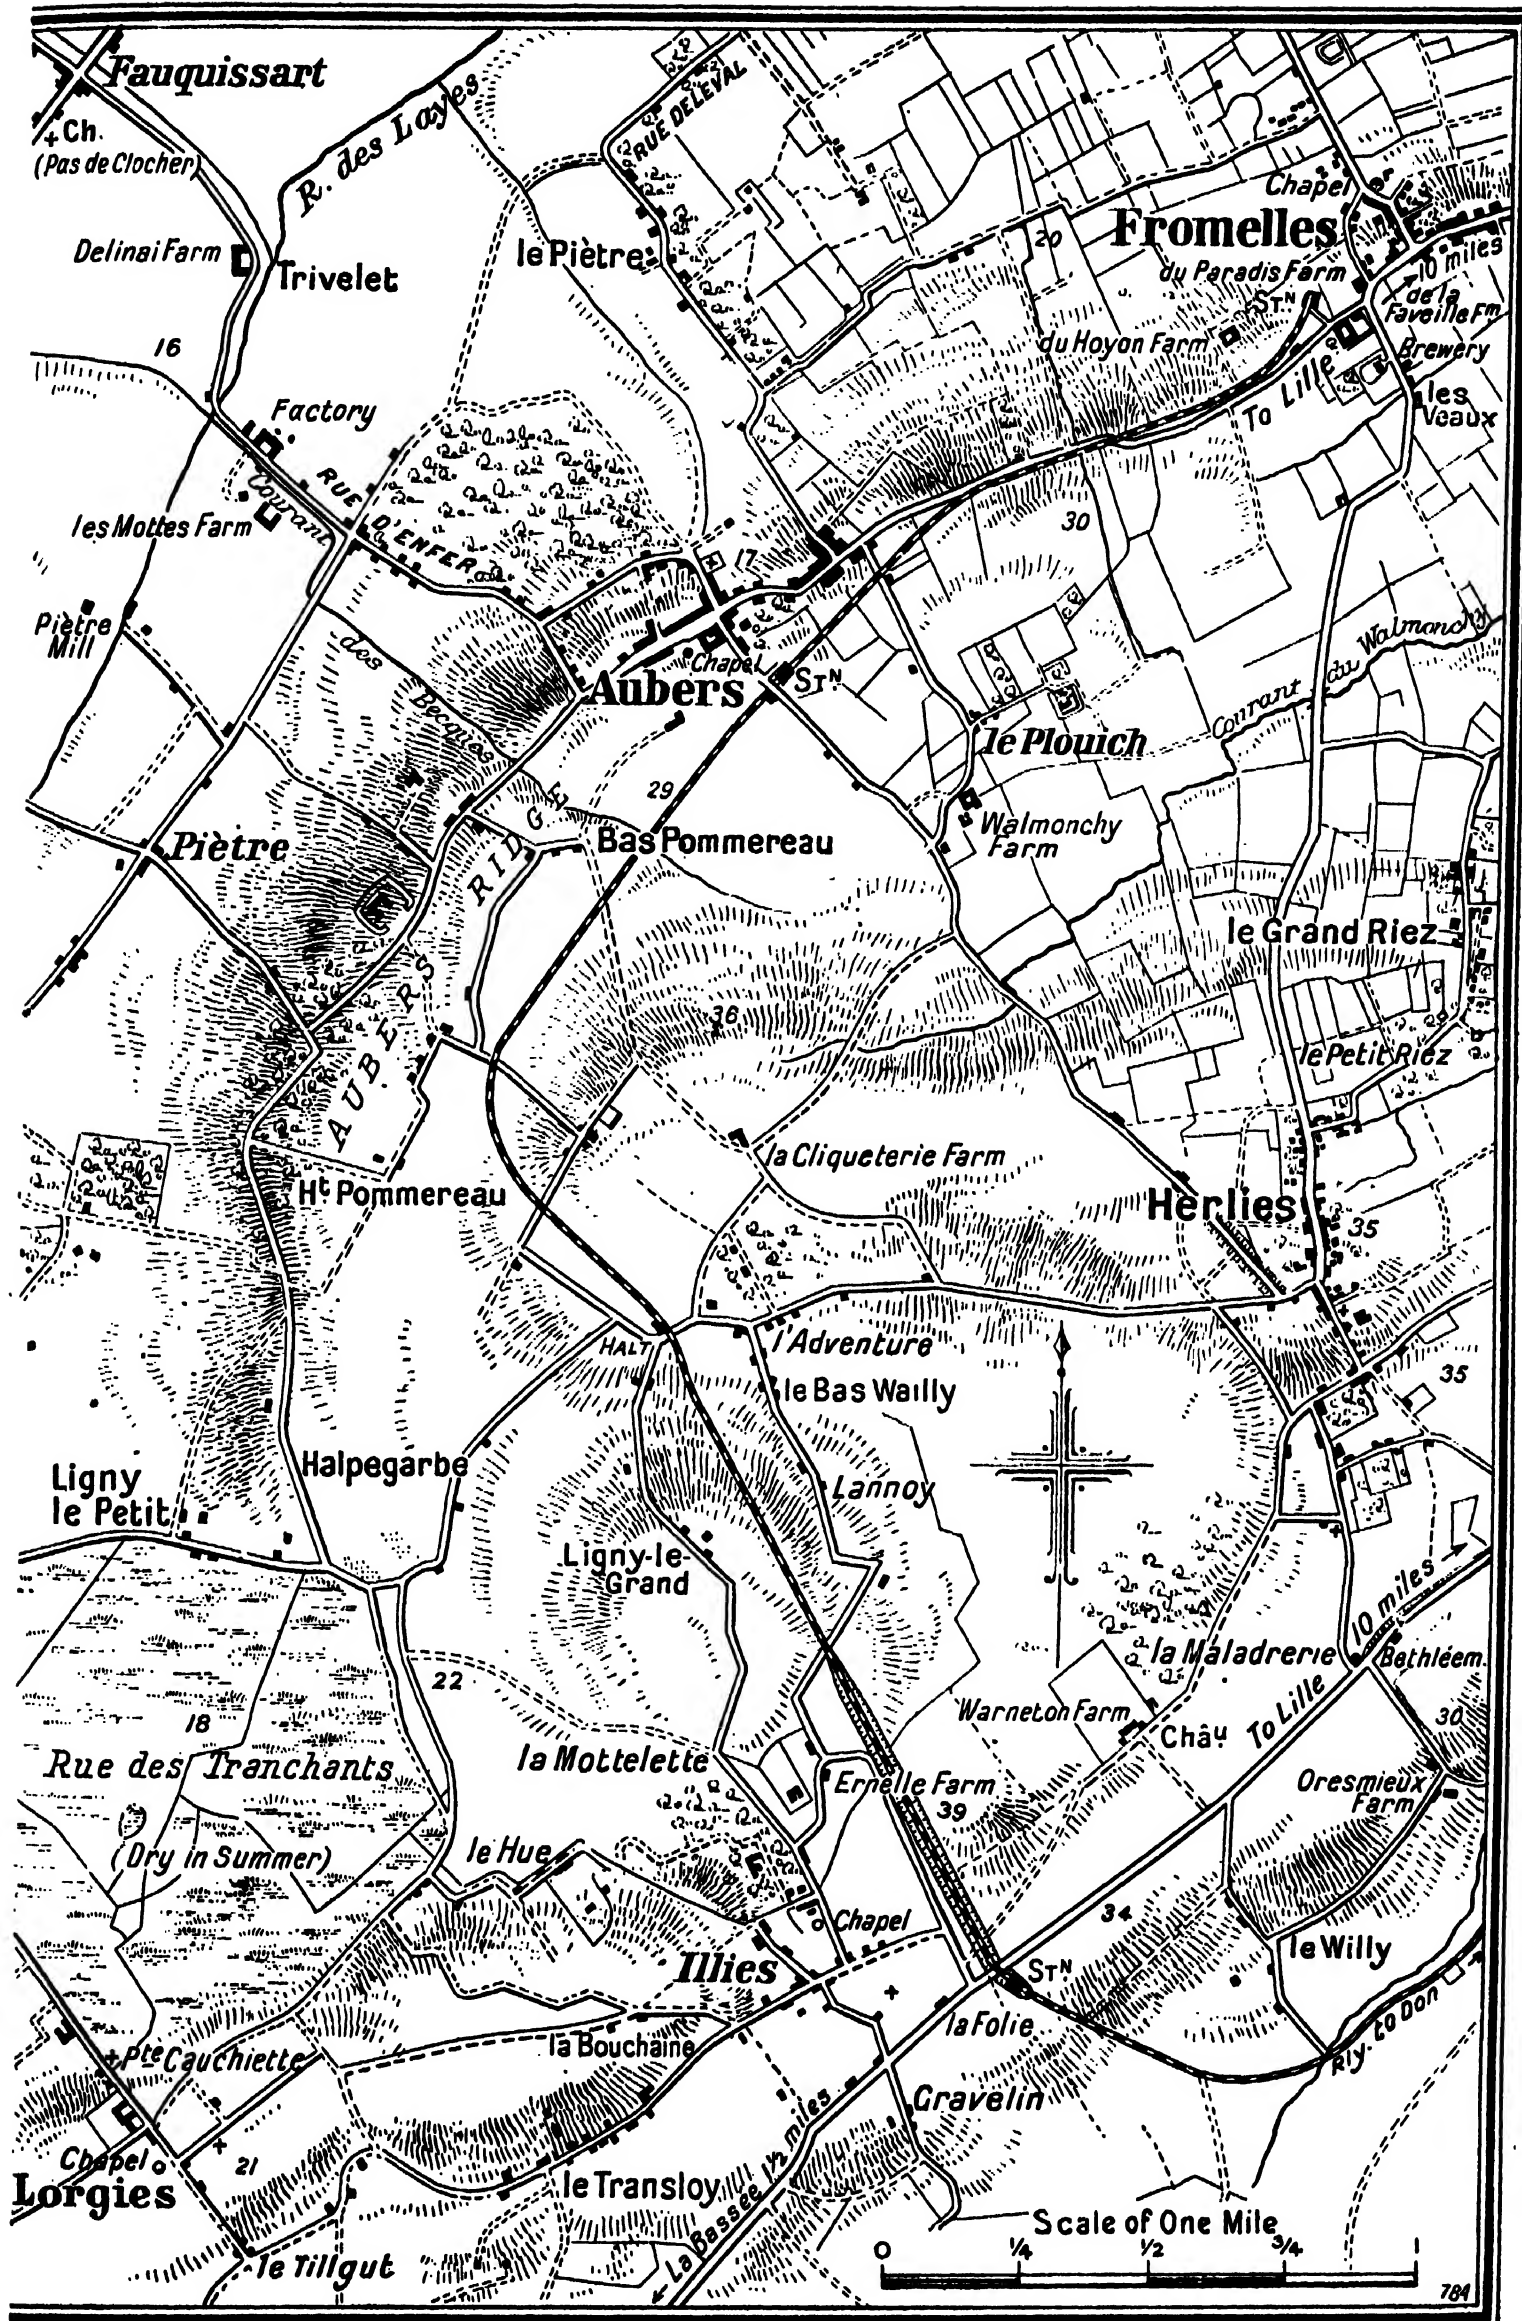 Fauquissart
Ch.
(Pas de Clocher)
R. des Layes
RUE DELEVAL
Delinai Farm
Trivelet
le Piètre
20
Chapel
Fromelles
du Paradis Farm
10 miles
STN
de la
Faveille Fm
du Hoyon Farm
Brewery
To Lille
les
Veaux
16
Factory
RUE
D'ENFER
Courant
les Mottes Farm
17
30
Piètre
Mill
des
Becques
Chapel
Aubers
STN
le Plouich
Courant du Walmonchy
29
Bas Pommereau
Walmonchy
Farm
Piètre
AUBERS RIDGE
le Grand Riez
36
le Petit Riez
la Cliqueterie Farm
Ht Pommereau
Herlies
35
HALT
l'Adventure
le Bas Wailly
35
Halpegarbe
Ligny
le Petit
Lannoy
Ligny-le-
Grand
10 miles
la Maladrerie
Bethléem.
22
18
Warneton Farm
Châu
To Lille
30
Rue des Tranchants
la Mottelette
Ernelle Farm
39
Oresmieux
Farm
(Dry in Summer)
le Hue
Chapel
34
le Willy
Illies
STN
la Folie
Rly. to Don
Pte Cauchiette
la Bouchaine
Gravelin
Chapel
21
Lorgies
le Transloy
La Bassée 1½ miles
le Tillgut
Scale of One Mile
0 ¼ ½ ¾ 1
784